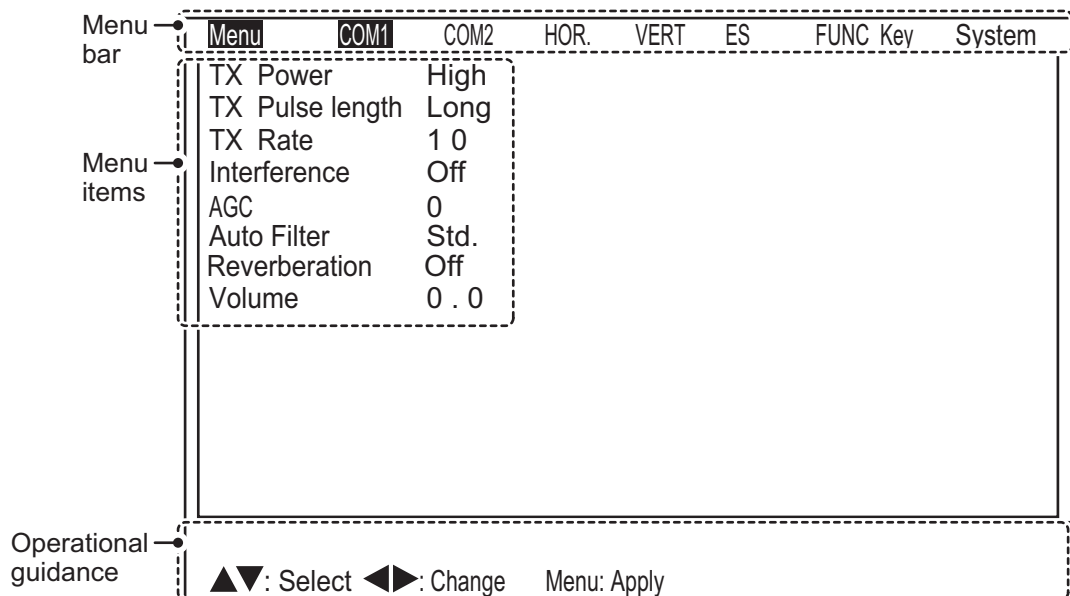 Menu bar
Menu COM1 COM2 HOR. VERT ES FUNC Key System
TX Power High
TX Pulse length Long
TX Rate 1 0
Menu items
Interference Off
AGC 0
Auto Filter Std.
Reverberation Off
Volume 0 . 0
Operational guidance
▲▼: Select ◀▶: Change Menu: Apply